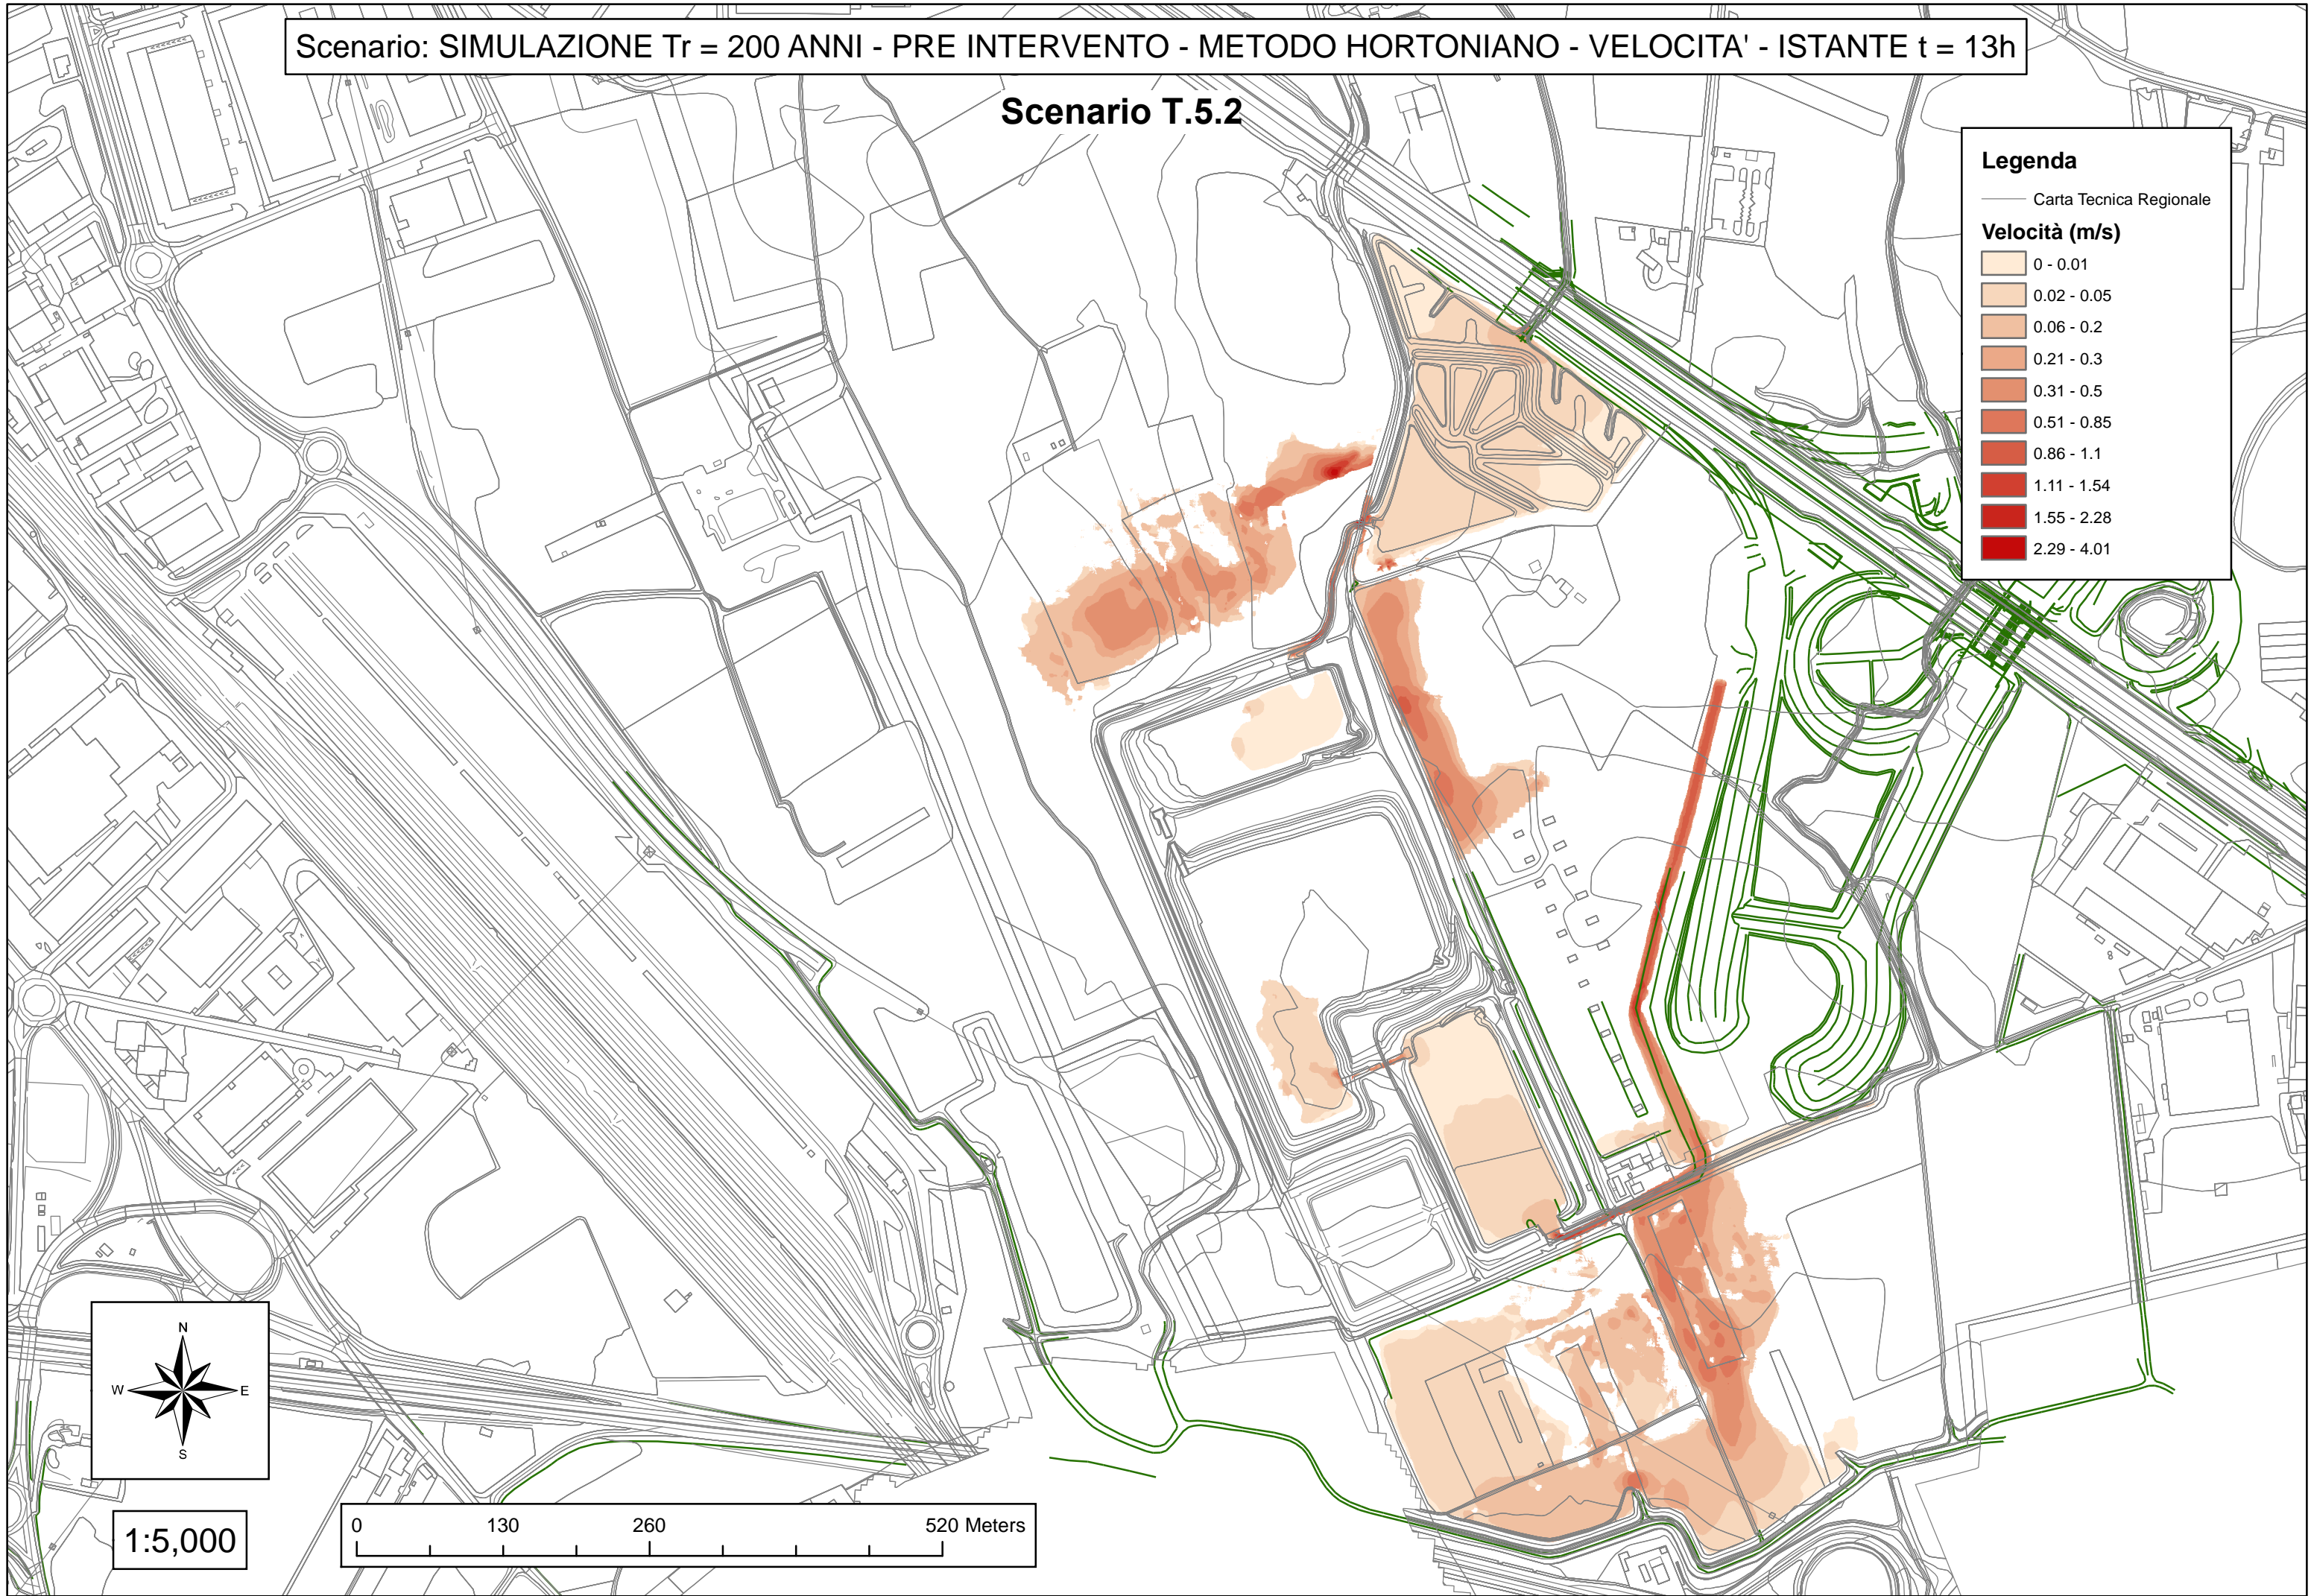 Scenario: SIMULAZIONE Tr = 200 ANNI - PRE INTERVENTO - METODO HORTONIANO - VELOCITA' - ISTANTE t = 13h
Scenario T.5.2
Legenda
Carta Tecnica Regionale
Velocità (m/s)
0 - 0.01
0.02 - 0.05
0.06 - 0.2
0.21 - 0.3
0.31 - 0.5
0.51 - 0.85
0.86 - 1.1
1.11 - 1.54
1.55 - 2.28
2.29 - 4.01
N
W E
S
1:5,000
0 130 260 520 Meters